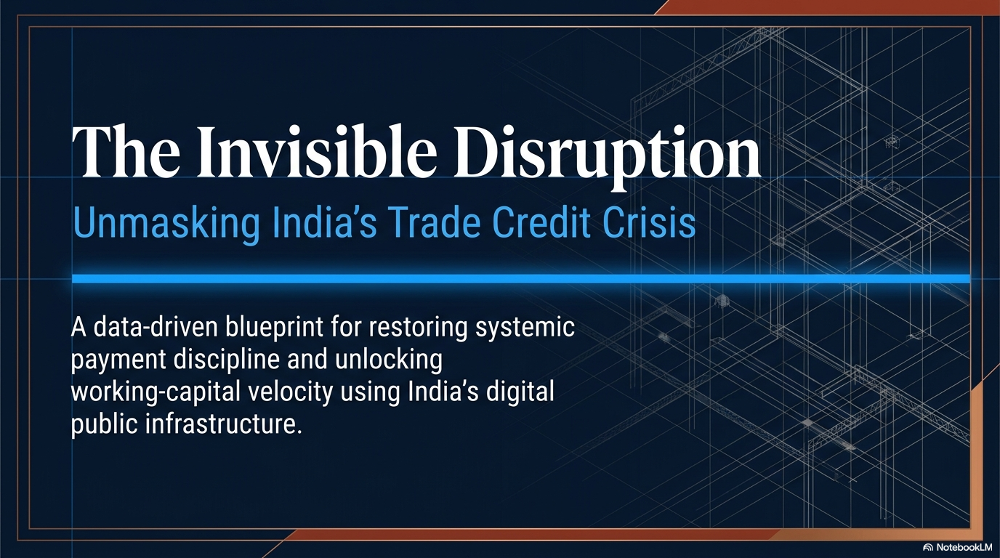 The Invisible Disruption
Unmasking India’s Trade Credit Crisis
A data-driven blueprint for restoring systemic
payment discipline and unlocking
working-capital velocity using India’s digital
public infrastructure.
NotebookLM